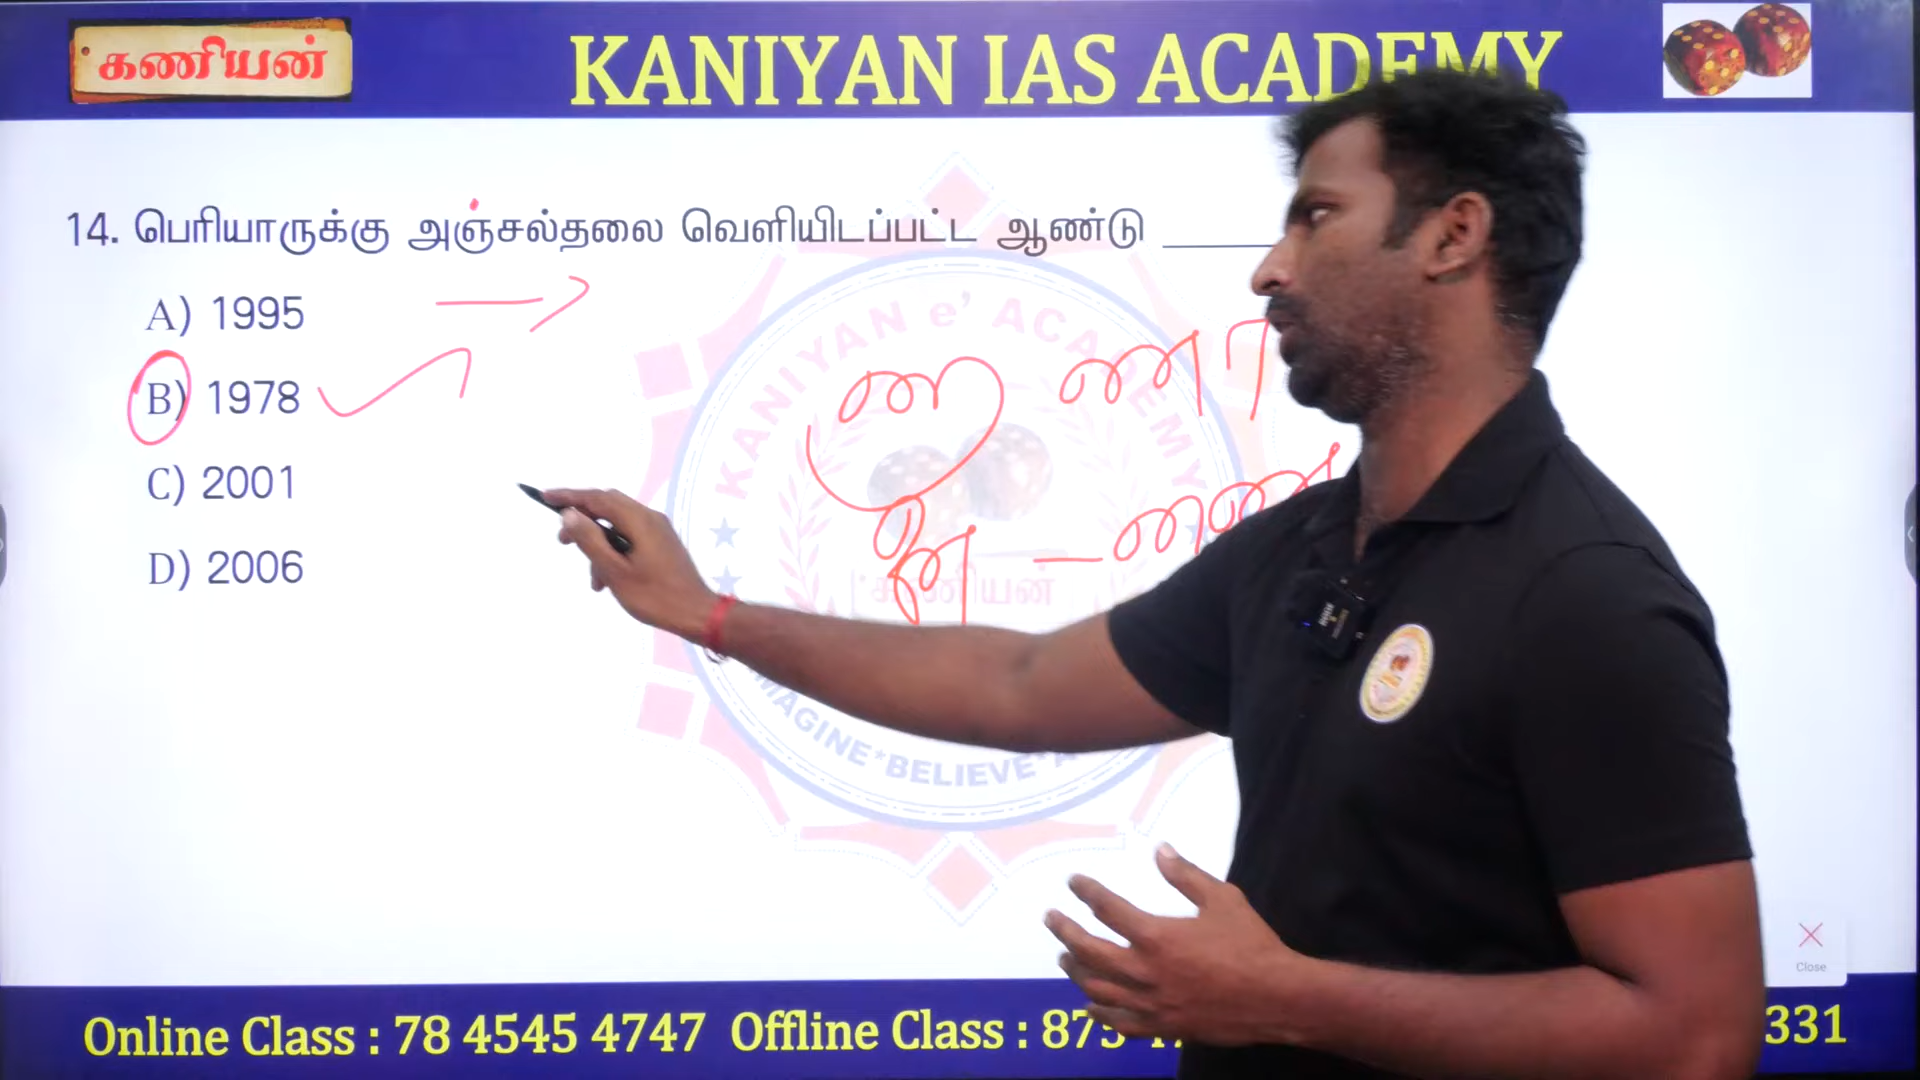 கணியன்
KANIYAN IAS ACADEMY
14. பெரியாருக்கு அஞ்சல்தலை வெளியிடப்பட்ட ஆண்டு
A) 1995
B) 1978
C) 2001
D) 2006
KANIYAN e' ACADEMY
கணியன்
IMAGINE*BELIEVE*A
Online Class : 78 4545 4747 Offline Class : 875
331
Close